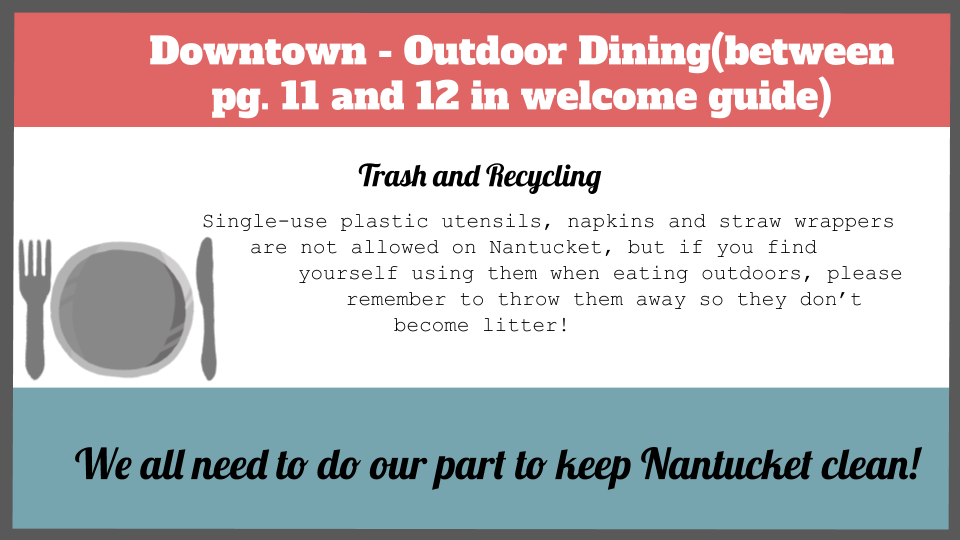 Downtown - Outdoor Dining(between
pg. 11 and 12 in welcome guide)
Trash and Recycling
Single-use plastic utensils, napkins and straw wrappers
are not allowed on Nantucket, but if you find
yourself using them when eating outdoors, please
remember to throw them away so they don’t
become litter!
We all need to do our part to keep Nantucket clean!